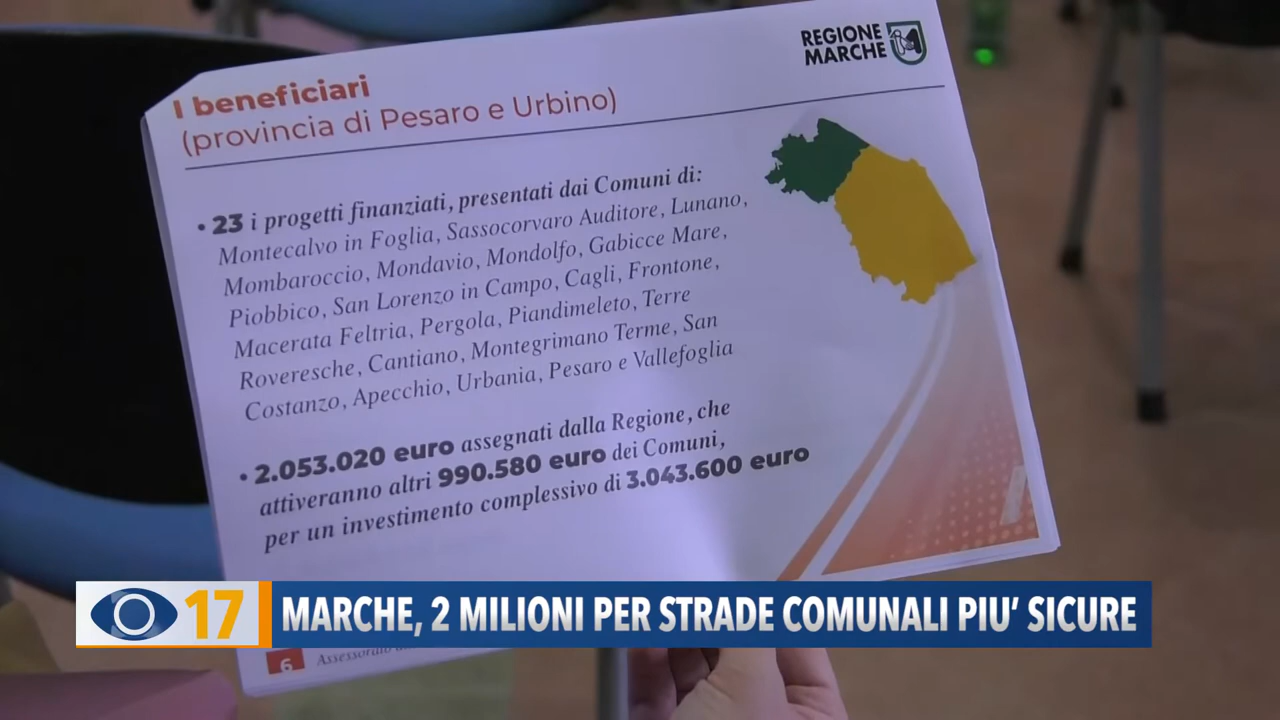 REGIONE
MARCHE
I beneficiari
(provincia di Pesaro e Urbino)
• 23 i progetti finanziati, presentati dai Comuni di:
Montecalvo in Foglia, Sassocorvaro Auditore, Lunano,
Mombaroccio, Mondavio, Mondolfo, Gabicce Mare,
Piobbico, San Lorenzo in Campo, Cagli, Frontone,
Macerata Feltria, Pergola, Piandimeleto, Terre
Roveresche, Cantiano, Montegrimano Terme, San
Costanzo, Apecchio, Urbania, Pesaro e Vallefoglia
• 2.053.020 euro assegnati dalla Regione, che
attiveranno altri 990.580 euro dei Comuni,
per un investimento complessivo di 3.043.600 euro
17 MARCHE, 2 MILIONI PER STRADE COMUNALI PIU' SICURE
6 Assessorato